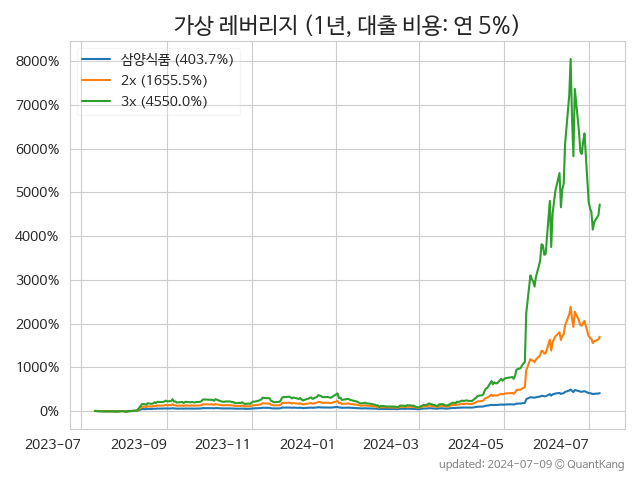 가상 레버리지 (1년, 대출 비용: 연 5%)
삼양식품 (403.7%)
2x (1655.5%)
3x (4550.0%)
8000%
7000%
6000%
5000%
4000%
3000%
2000%
1000%
0%
2023-07 2023-09 2023-11 2024-01 2024-03 2024-05 2024-07
updated: 2024-07-09 © QuantKang